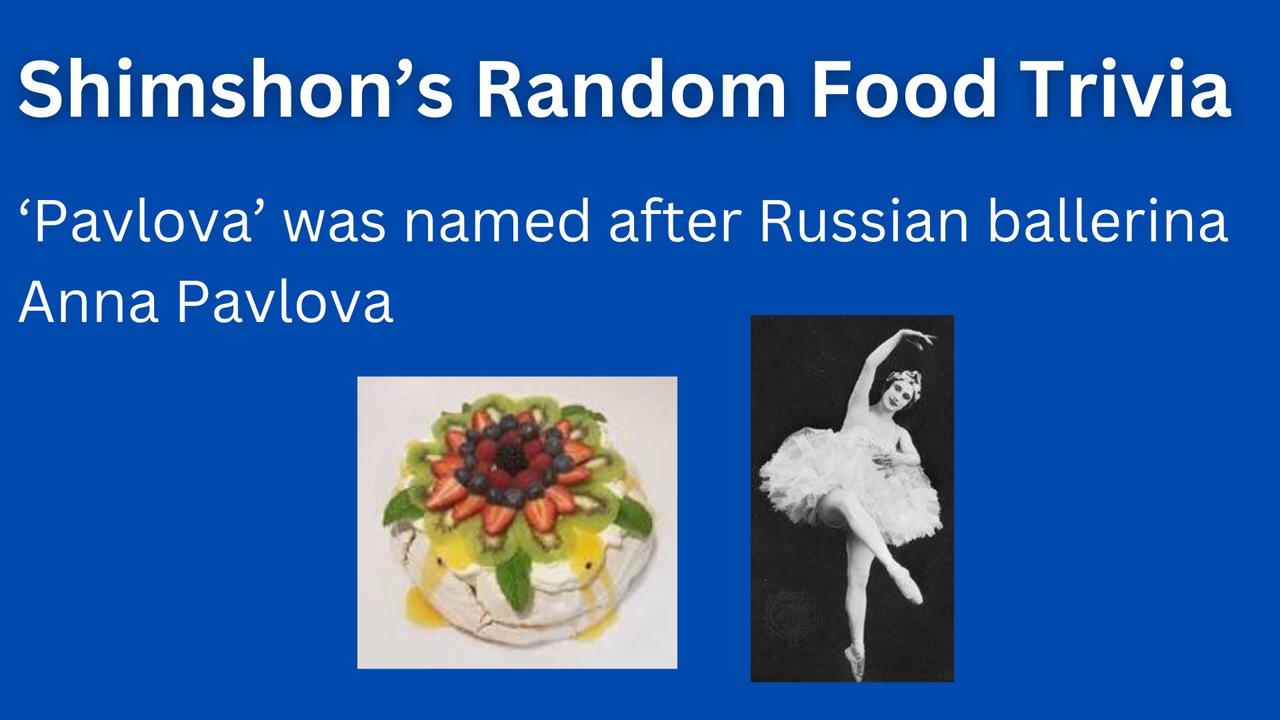 Shimshon’s Random Food Trivia
‘Pavlova’ was named after Russian ballerina
Anna Pavlova